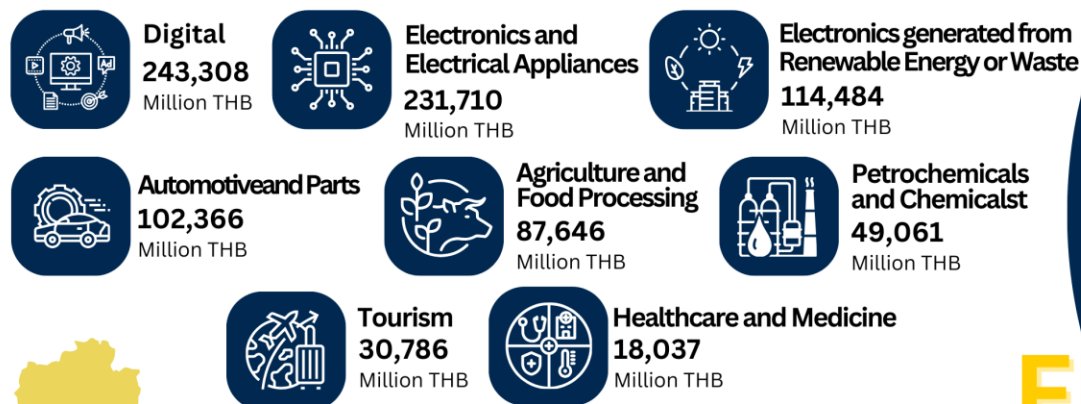 Digital
243,308
Million THB
Electronics and
Electrical Appliances
231,710
Million THB
Electronics generated from
Renewable Energy or Waste
114,484
Million THB
Automotiveand Parts
102,366
Million THB
Agriculture and
Food Processing
87,646
Million THB
Petrochemicals
and Chemicalst
49,061
Million THB
Tourism
30,786
Million THB
Healthcare and Medicine
18,037
Million THB
Ad
E